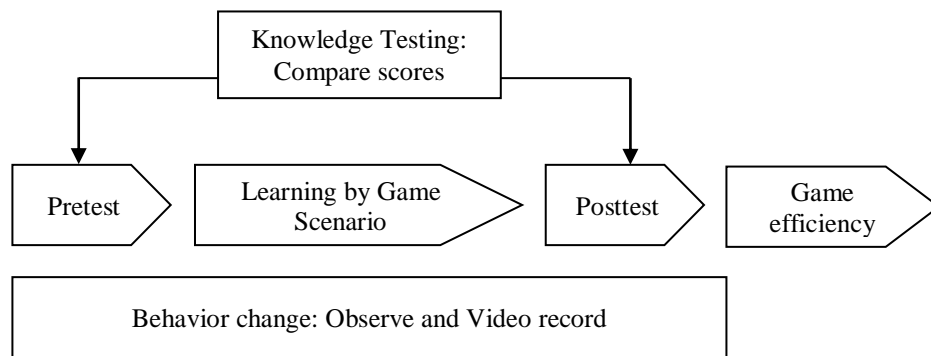 Knowledge Testing:
Compare scores
Pretest
Learning by Game
Scenario
Posttest
Game
efficiency
Behavior change: Observe and Video record